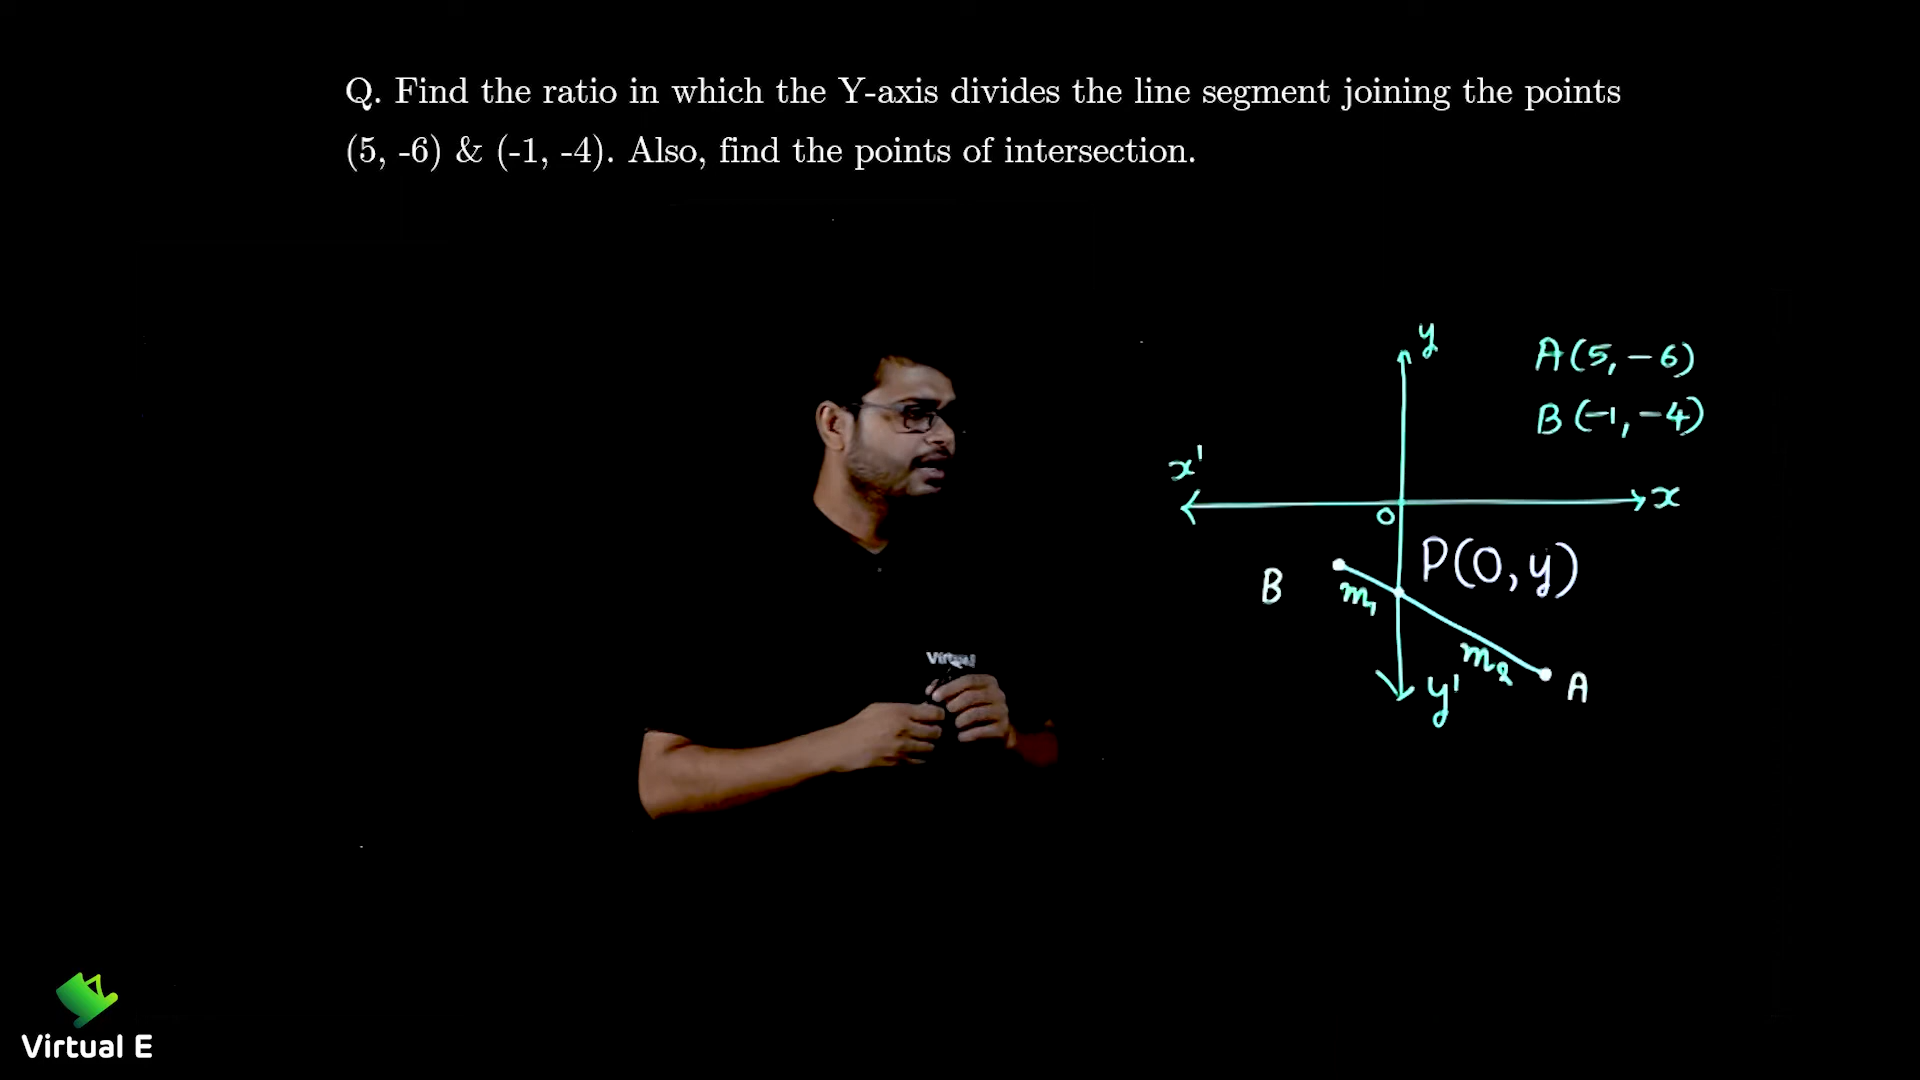 Q. Find the ratio in which the Y-axis divides the line segment joining the points
(5, -6) & (-1, -4). Also, find the points of intersection.
y
A(5, -6)
B(-1, -4)
x'
x
O
P(0, y)
B
m₁
m₂
A
y'
Virtual E